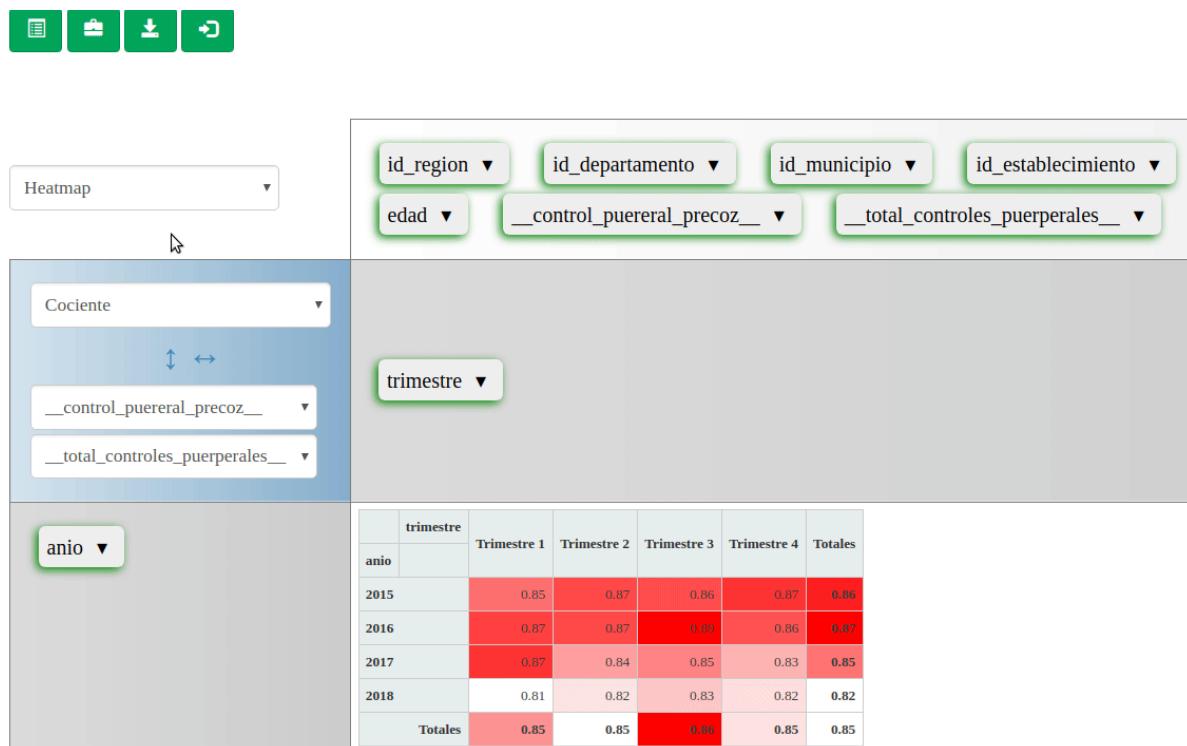 id_region ▼ id_departamento ▼ id_municipio ▼ id_establecimiento ▼
Heatmap ▼
edad ▼ __control_puereral_precoz__ ▼ __total_controles_puerperales__ ▼
Cociente ▼
↕ ↔
trimestre ▼
__control_puereral_precoz__ ▼
__total_controles_puerperales__ ▼
anio ▼
trimestre Trimestre 1 Trimestre 2 Trimestre 3 Trimestre 4 Totales
anio
2015 0.85 0.87 0.86 0.87 0.86
2016 0.87 0.87 0.89 0.86 0.87
2017 0.87 0.84 0.85 0.83 0.85
2018 0.81 0.82 0.83 0.82 0.82
Totales 0.85 0.85 0.86 0.85 0.85